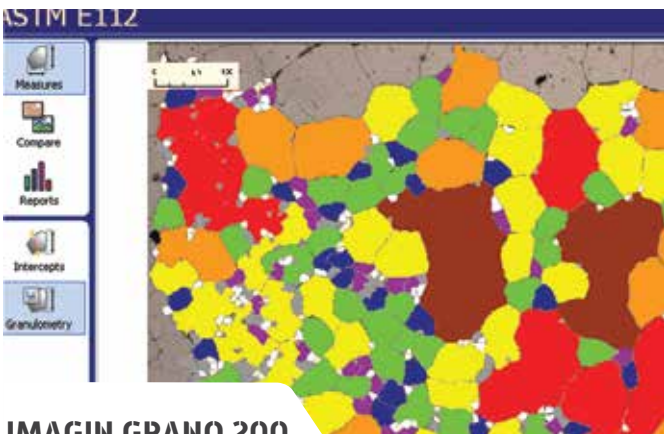 ASTM E112
Measures
Compare
Reports
Intercepts
Granulometry
IMAGIN GRANO 200